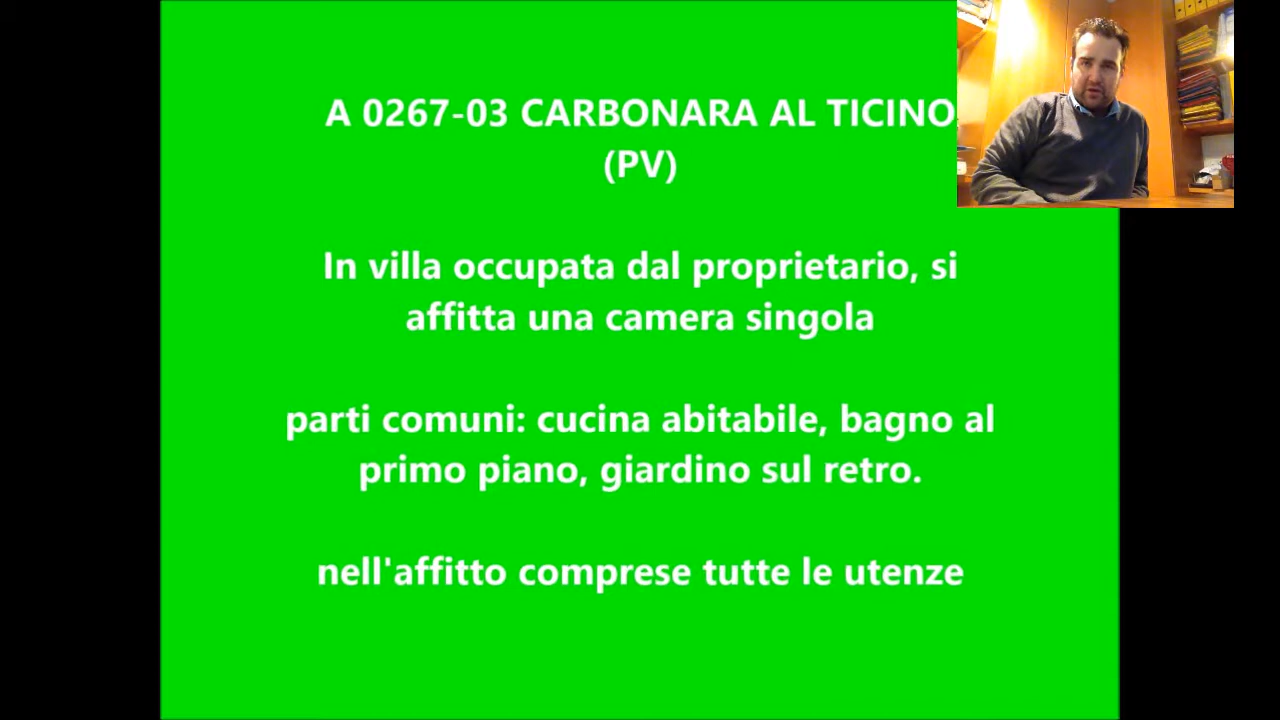 A 0267-03 CARBONARA AL TICINO
(PV)
In villa occupata dal proprietario, si
affitta una camera singola
parti comuni: cucina abitabile, bagno al
primo piano, giardino sul retro.
nell'affitto comprese tutte le utenze